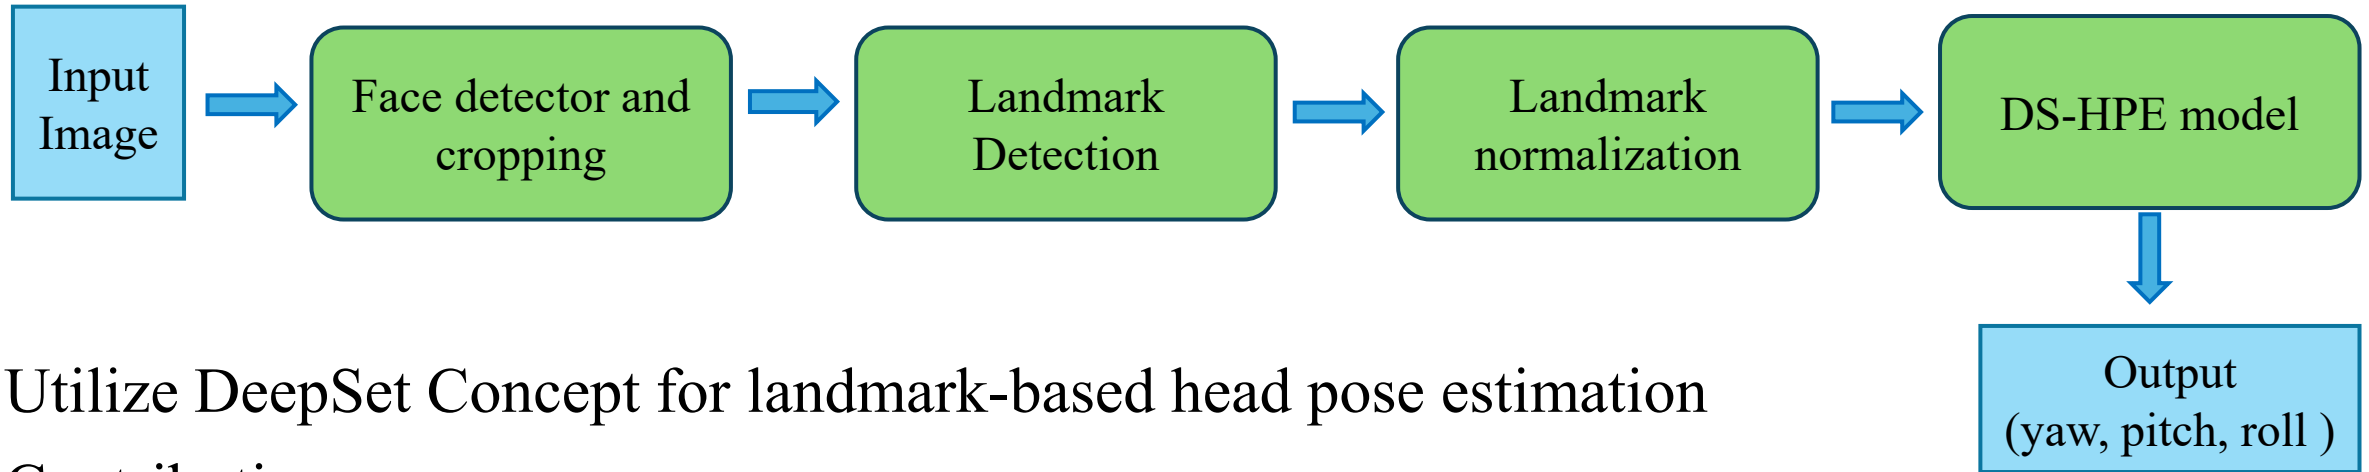 Input
Image
Face detector and
cropping
Landmark
Detection
Landmark
normalization
DS-HPE model
Output
(yaw, pitch, roll )
Utilize DeepSet Concept for landmark-based head pose estimation